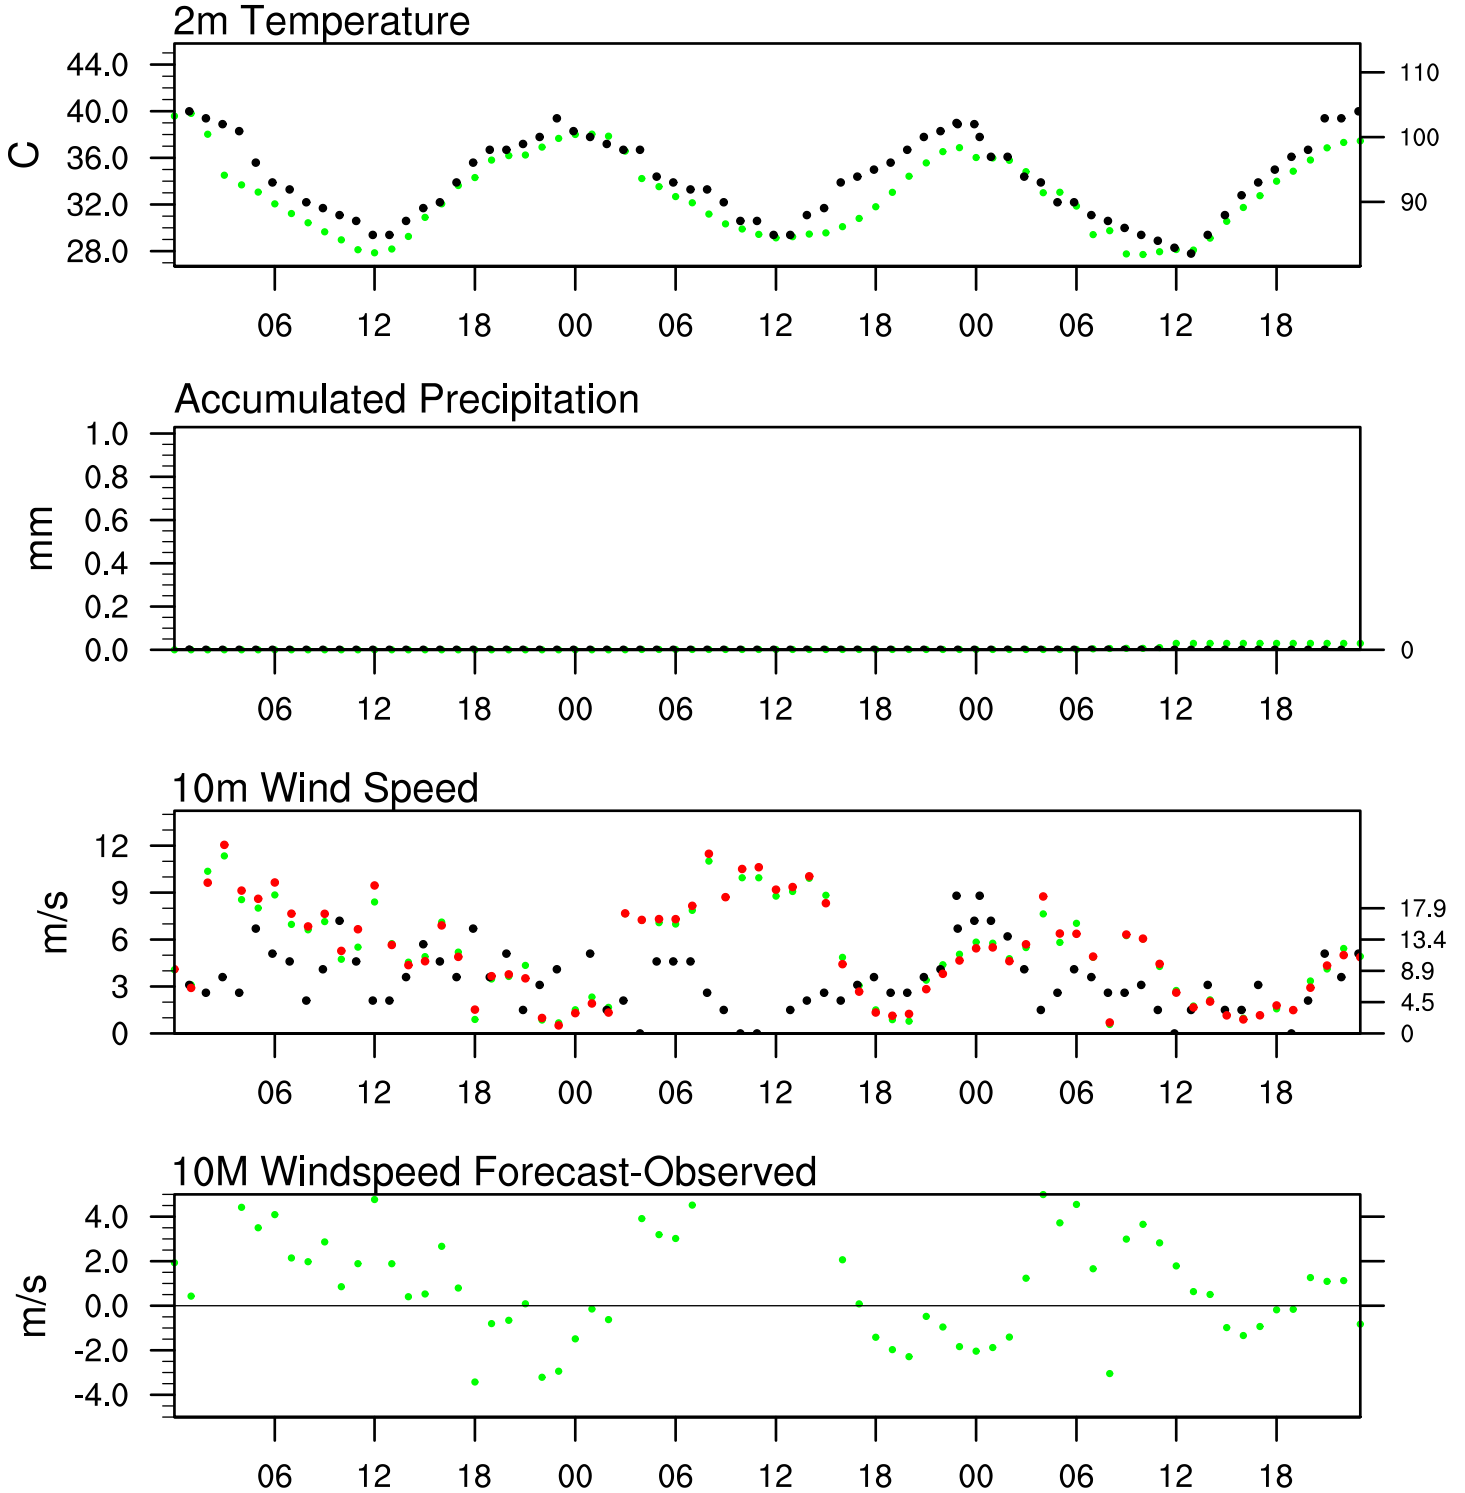 2m Temperature
44.0
40.0
36.0
32.0
28.0
C
110
100
90
06 12 18 00 06 12 18 00 06 12 18
Accumulated Precipitation
1.0
0.8
0.6
0.4
0.2
0.0
mm
0
06 12 18 00 06 12 18 00 06 12 18
10m Wind Speed
12
9
6
3
0
m/s
17.9
13.4
8.9
4.5
0
06 12 18 00 06 12 18 00 06 12 18
10M Windspeed Forecast-Observed
4.0
2.0
0.0
-2.0
-4.0
m/s
06 12 18 00 06 12 18 00 06 12 18